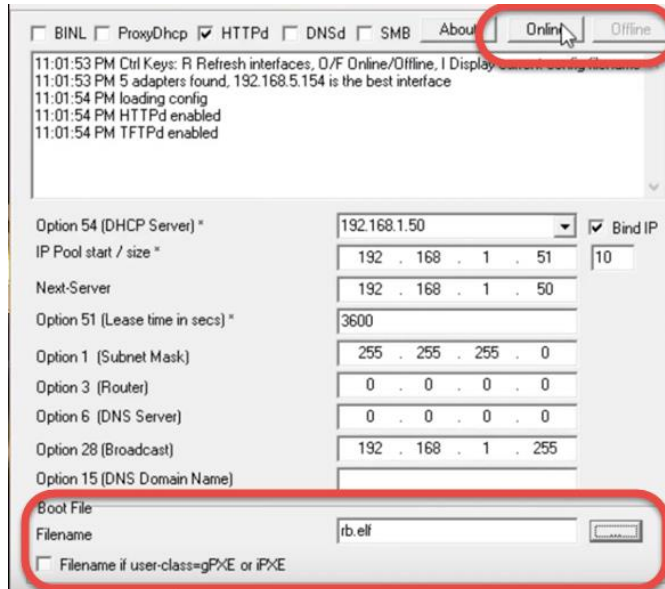 BINL ProxyDhcp HTTPd DNSd SMB About Online Offline
11:01:53 PM Ctrl Keys: R Refresh interfaces, O/F Online/Offline, I Display current config filename
11:01:53 PM 5 adapters found, 192.168.5.154 is the best interface
11:01:54 PM loading config
11:01:54 PM HTTPd enabled
11:01:54 PM TFTPd enabled
Option 54 (DHCP Server) * 192.168.1.50 Bind IP
IP Pool start / size * 192 . 168 . 1 . 51 10
Next-Server 192 . 168 . 1 . 50
Option 51 (Lease time in secs) * 3600
Option 1 (Subnet Mask) 255 . 255 . 255 . 0
Option 3 (Router) 0 . 0 . 0 . 0
Option 6 (DNS Server) 0 . 0 . 0 . 0
Option 28 (Broadcast) 192 . 168 . 1 . 255
Option 15 (DNS Domain Name)
Boot File
Filename rb.elf ...
Filename if user-class=gPXE or iPXE